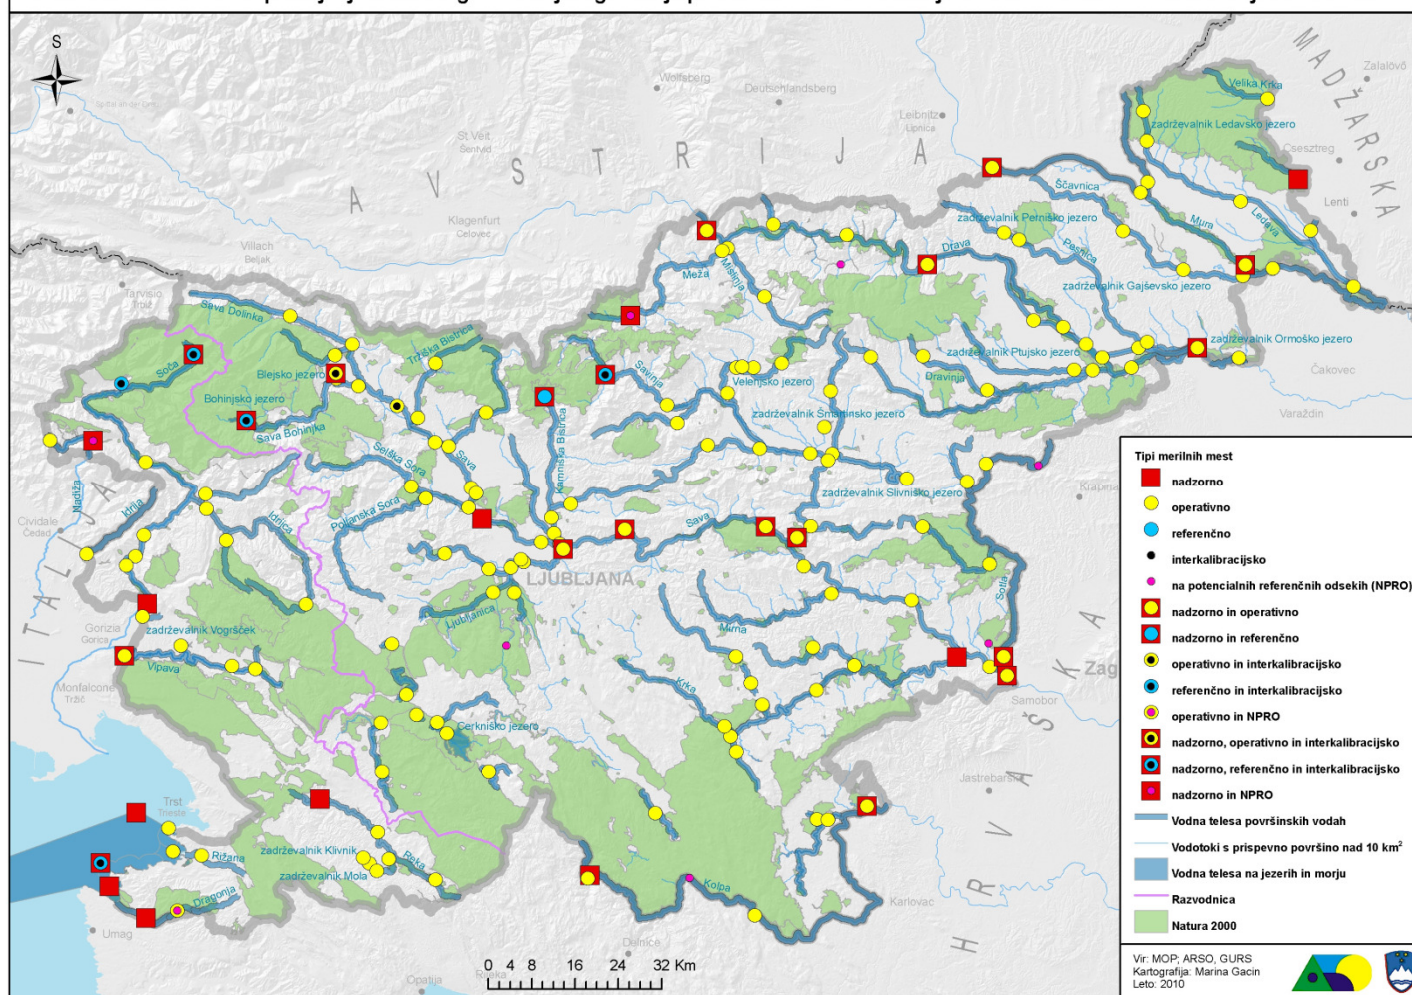 S
MADŽARSKA
Zalalövő
Wolfsberg
Deutschlandsberg
Velika Krka
Leibnitz
Lipnica
zadrževalnik Ledavsko jezero
St Veit
Šentvid
AVSTRIJA
Csesztreg
Ščavnica
Lenti
Klagenfurt
Celovec
zadrževalnik Perniško jezero
Mura
Ledava
Villach
Beljak
Drava
Pesnica
Meža
Mislinja
Tarvisio
Trbiž
zadrževalnik Gajševsko jezero
Sava Dolinka
Tržiška Bistrica
zadrževalnik Ormoško jezero
Soča
Blejsko jezero
Savinja
Velenjsko jezero
zadrževalnik Ptujsko jezero
Dravinja
Čakovec
Bohinjsko jezero
Sava Bohinjka
Kamniška Bistrica
zadrževalnik Šmartinsko jezero
Varaždin
Selška Sora
Sava
Nadiža
Poljanska Sora
zadrževalnik Slivniško jezero
Krapina
Cividale
Čedad
Idrija
Idrijca
Sava
LJUBLJANA
Sotla
ITALIJA
Gorizia
Gorica
zadrževalnik Vogršček
Ljubljanica
Mirna
Vipava
Zag
Monfalcone
Tržič
Krka
Samobor
Cerkniško jezero
Jastrebarsko
HRVAŠKA
Trst
Trieste
Rižana
zadrževalnik Klivnik
Reka
zadrževalnik Mola
Kolpa
Dragonja
Karlovac
Umag
Delnice
Opatija
Rijeka
0 4 8 16 24 32 Km
Tipi merilnih mest
nadzorno
operativno
referenčno
interkalibracijsko
na potencialnih referenčnih odsekih (NPRO)
nadzorno in operativno
nadzorno in referenčno
operativno in interkalibracijsko
referenčno in interkalibracijsko
operativno in NPRO
nadzorno, operativno in interkalibracijsko
nadzorno, referenčno in interkalibracijsko
nadzorno in NPRO
Vodna telesa površinskih vodah
Vodotoki s prispevno površino nad 10 km²
Vodna telesa na jezerih in morju
Razvodnica
Natura 2000
Vir: MOP; ARSO, GURS
Kartografija: Marina Gacin
Leto: 2010